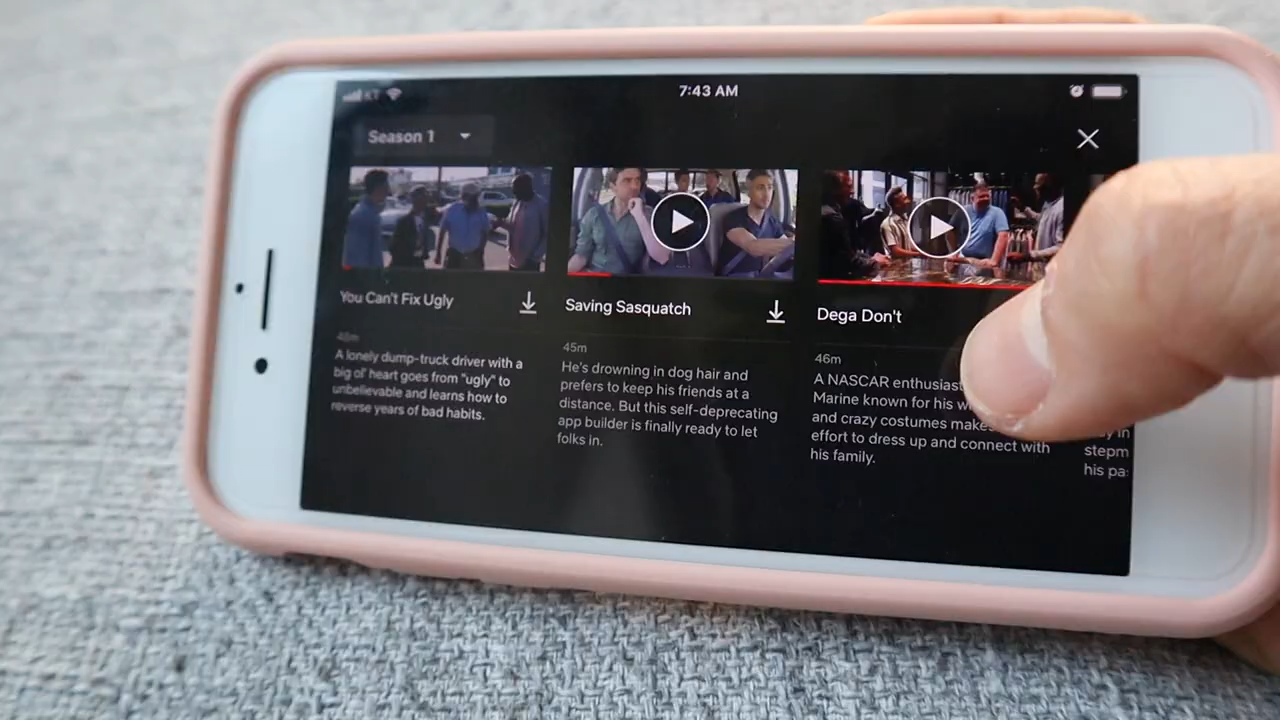 KT
7:43 AM
Season 1
You Can't Fix Ugly
48m
A lonely dump-truck driver with a
big ol' heart goes from "ugly" to
unbelievable and learns how to
reverse years of bad habits.
Saving Sasquatch
45m
He's drowning in dog hair and
prefers to keep his friends at a
distance. But this self-deprecating
app builder is finally ready to let
folks in.
Dega Don't
46m
A NASCAR enthusiast
Marine known for his
and crazy costumes makes
effort to dress up and connect with
his family.
in
stepm
his pa